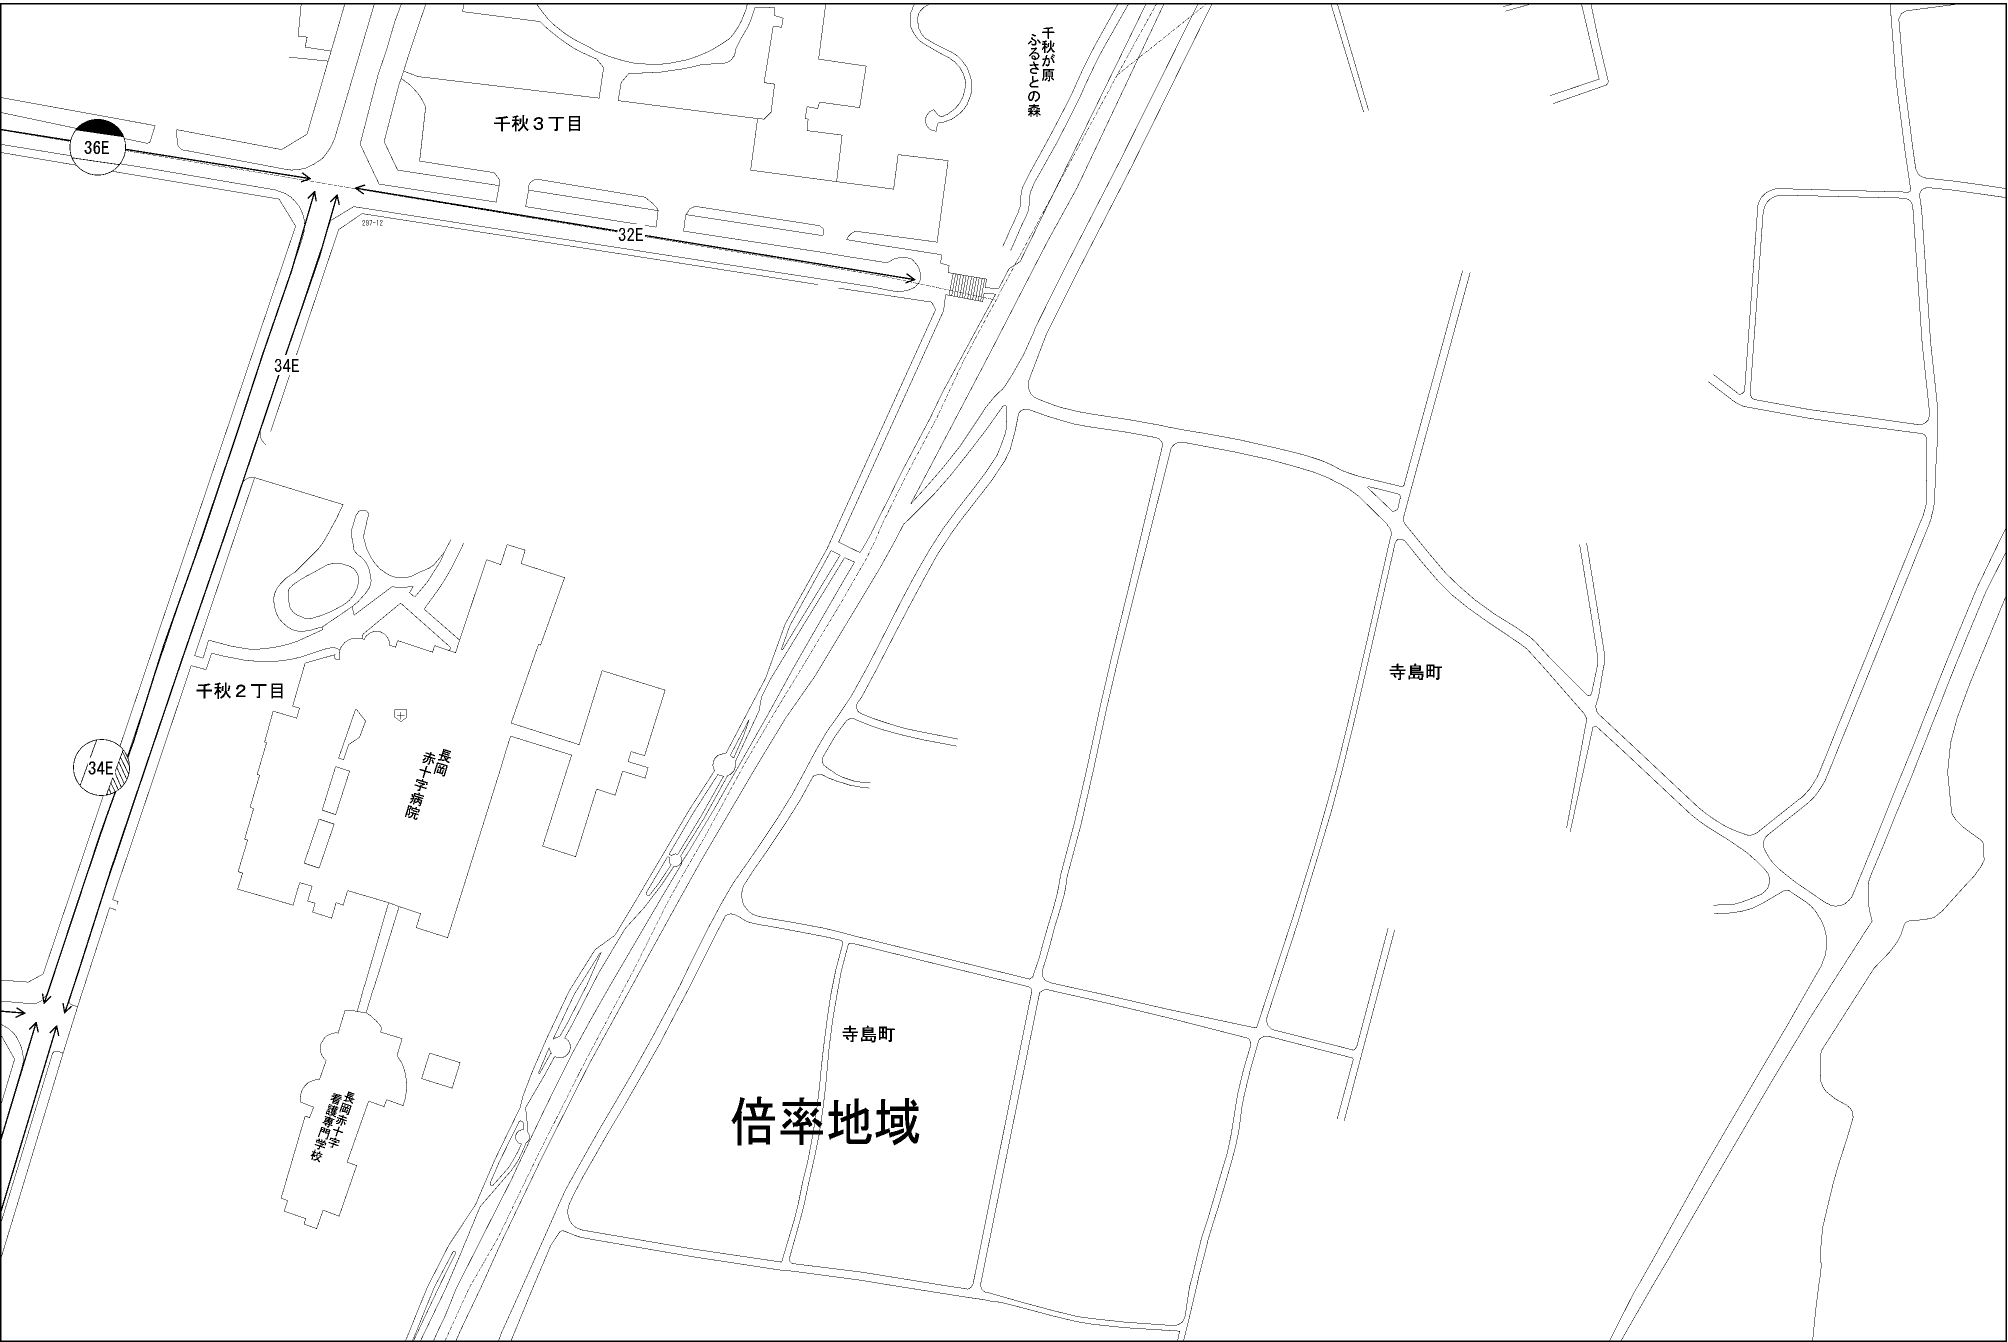 千秋が原
ふるさとの森
千秋３丁目
36E
297-12
32E
34E
寺島町
千秋２丁目
長岡
赤十字病院
34E
寺島町
倍率地域
長岡赤十字
看護専門学校